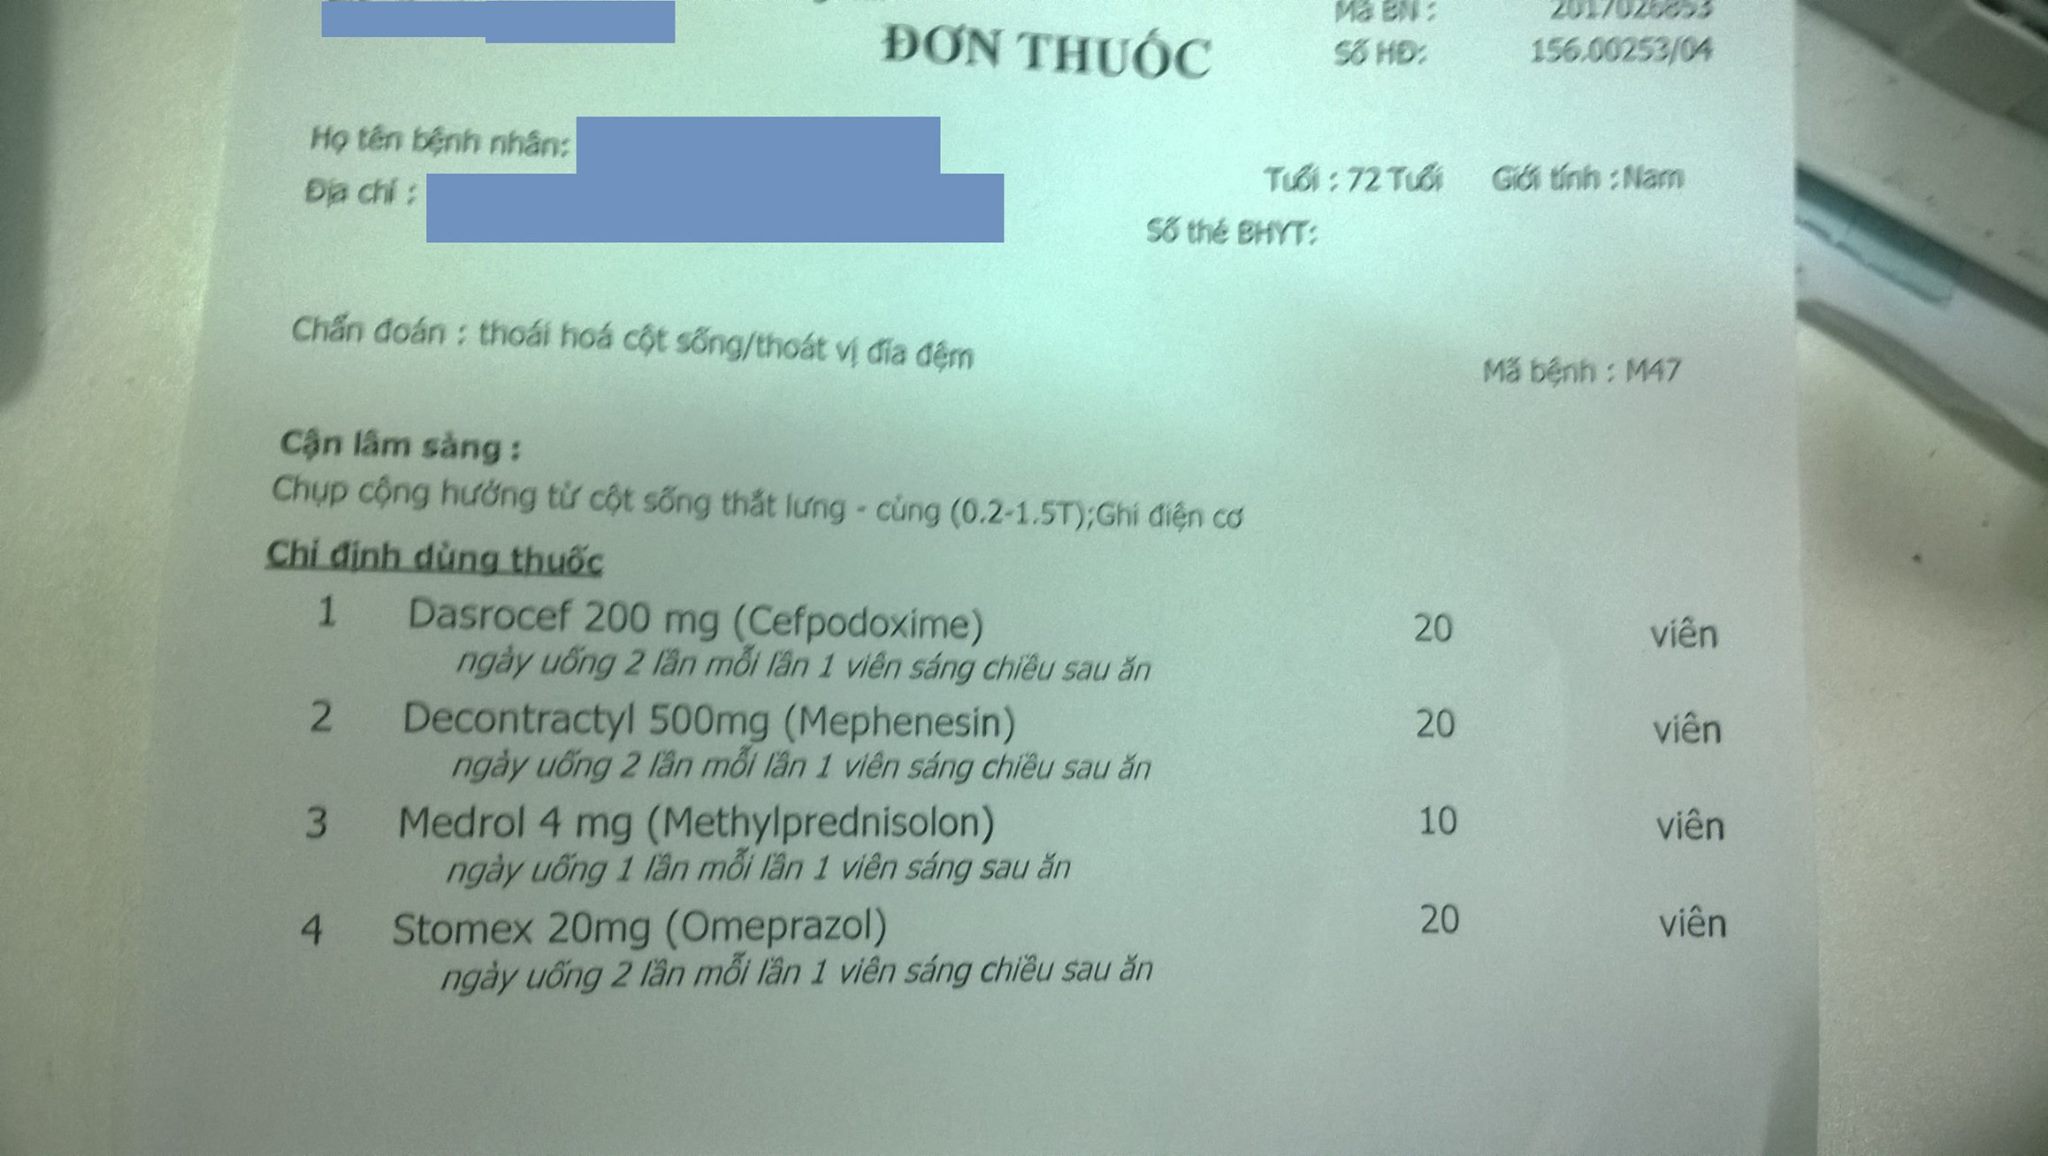 ĐƠN THUỐC
Mã BN : 2017026853
Số HĐ: 156.00253/04
Họ tên bệnh nhân:
Tuổi : 72 Tuổi Giới tính : Nam
Địa chỉ :
Số thẻ BHYT:
Chẩn đoán : thoái hoá cột sống/thoát vị đĩa đệm
Mã bệnh : M47
Cận lâm sàng :
Chụp cộng hưởng từ cột sống thắt lưng - cùng (0.2-1.5T);Ghi điện cơ
Chỉ định dùng thuốc
1 Dasrocef 200 mg (Cefpodoxime) 20 viên
ngày uống 2 lần mỗi lần 1 viên sáng chiều sau ăn
2 Decontractyl 500mg (Mephenesin) 20 viên
ngày uống 2 lần mỗi lần 1 viên sáng chiều sau ăn
3 Medrol 4 mg (Methylprednisolon) 10 viên
ngày uống 1 lần mỗi lần 1 viên sáng sau ăn
4 Stomex 20mg (Omeprazol) 20 viên
ngày uống 2 lần mỗi lần 1 viên sáng chiều sau ăn